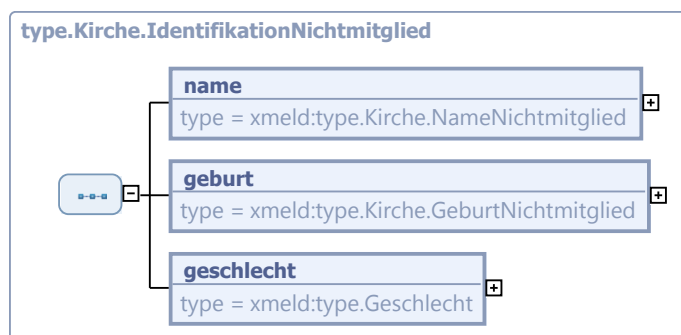 type.Kirche.IdentifikationNichtmitglied
name
type = xmeld:type.Kirche.NameNichtmitglied
geburt
type = xmeld:type.Kirche.GeburtNichtmitglied
geschlecht
type = xmeld:type.Geschlecht